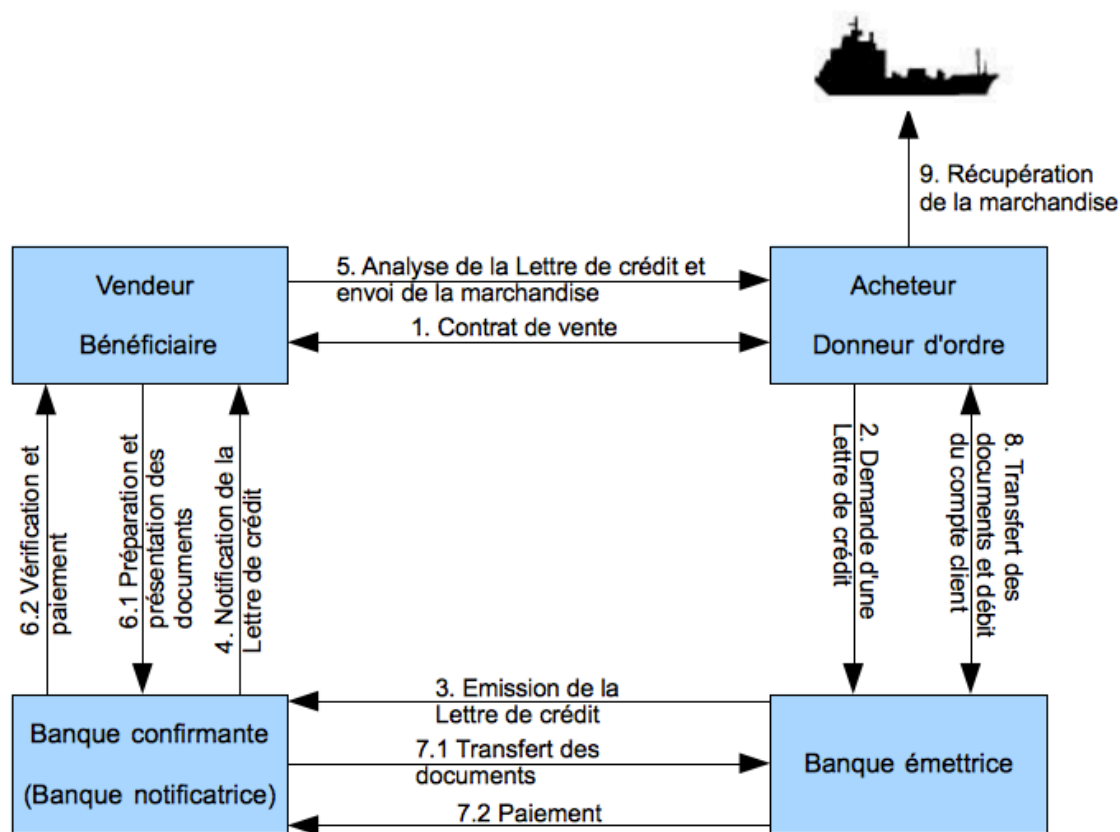 9. Récupération
de la marchandise
Vendeur
Bénéficiaire
5. Analyse de la Lettre de crédit et
envoi de la marchandise
1. Contrat de vente
Acheteur
Donneur d'ordre
6.2 Vérification et
paiement
6.1 Préparation et
présentation des
documents
4. Notification de la
Lettre de crédit
2. Demande d'une
Lettre de crédit
8. Transfert des
documents et débit
du compte client
Banque confirmante
(Banque notificatrice)
3. Emission de la
Lettre de crédit
7.1 Transfert des
documents
7.2 Paiement
Banque émettrice